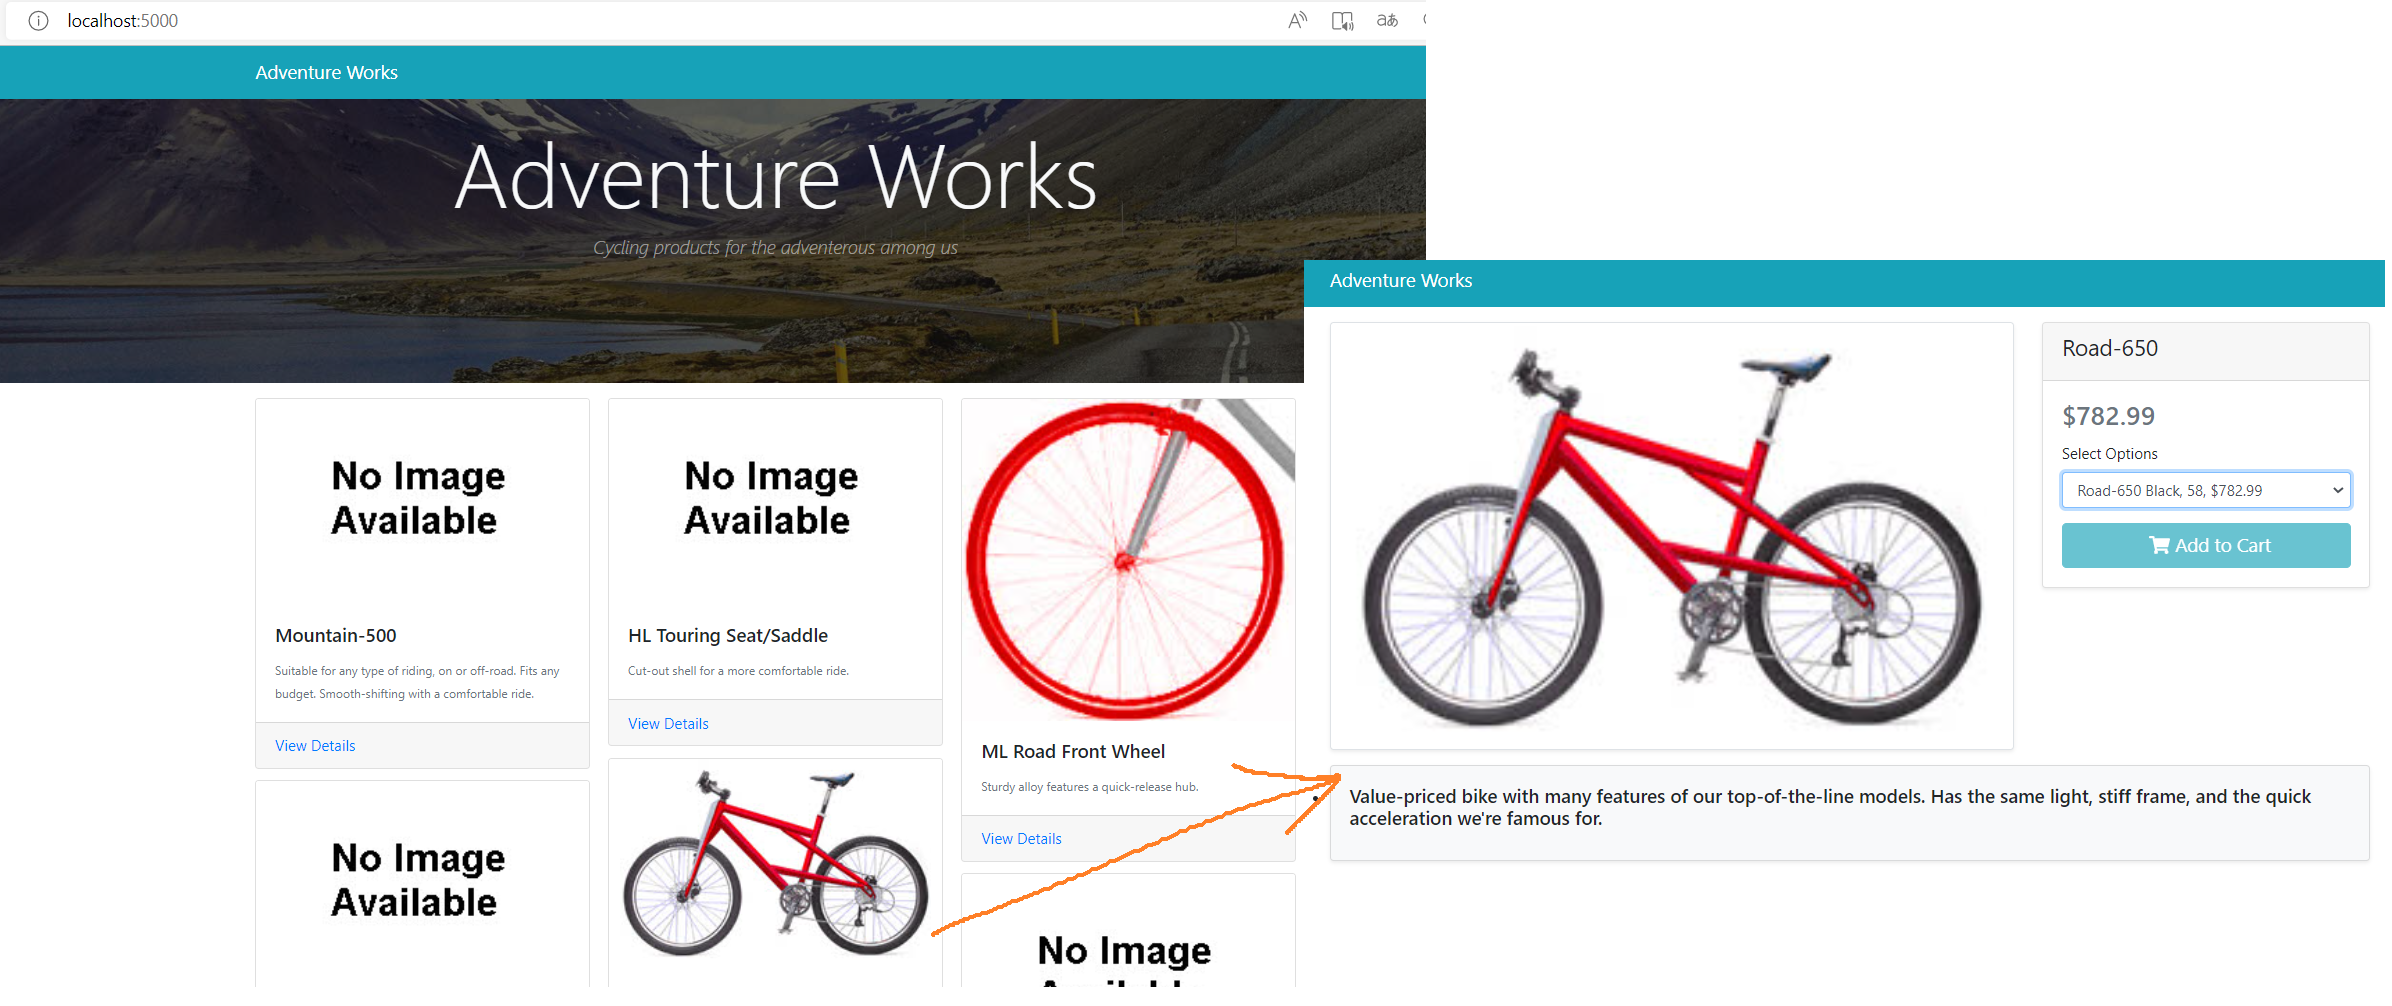 localhost:5000
Adventure Works
Adventure Works
Cycling products for the adventerous among us
No Image
Available
Mountain-500
Suitable for any type of riding, on or off-road. Fits any
budget. Smooth-shifting with a comfortable ride.
View Details
No Image
Available
HL Touring Seat/Saddle
Cut-out shell for a more comfortable ride.
View Details
ML Road Front Wheel
Sturdy alloy features a quick-release hub.
View Details
No Image
Available
No Image
Available
Adventure Works
Road-650
$782.99
Select Options
Road-650 Black, 58, $782.99
Add to Cart
Value-priced bike with many features of our top-of-the-line models. Has the same light, stiff frame, and the quick
acceleration we're famous for.